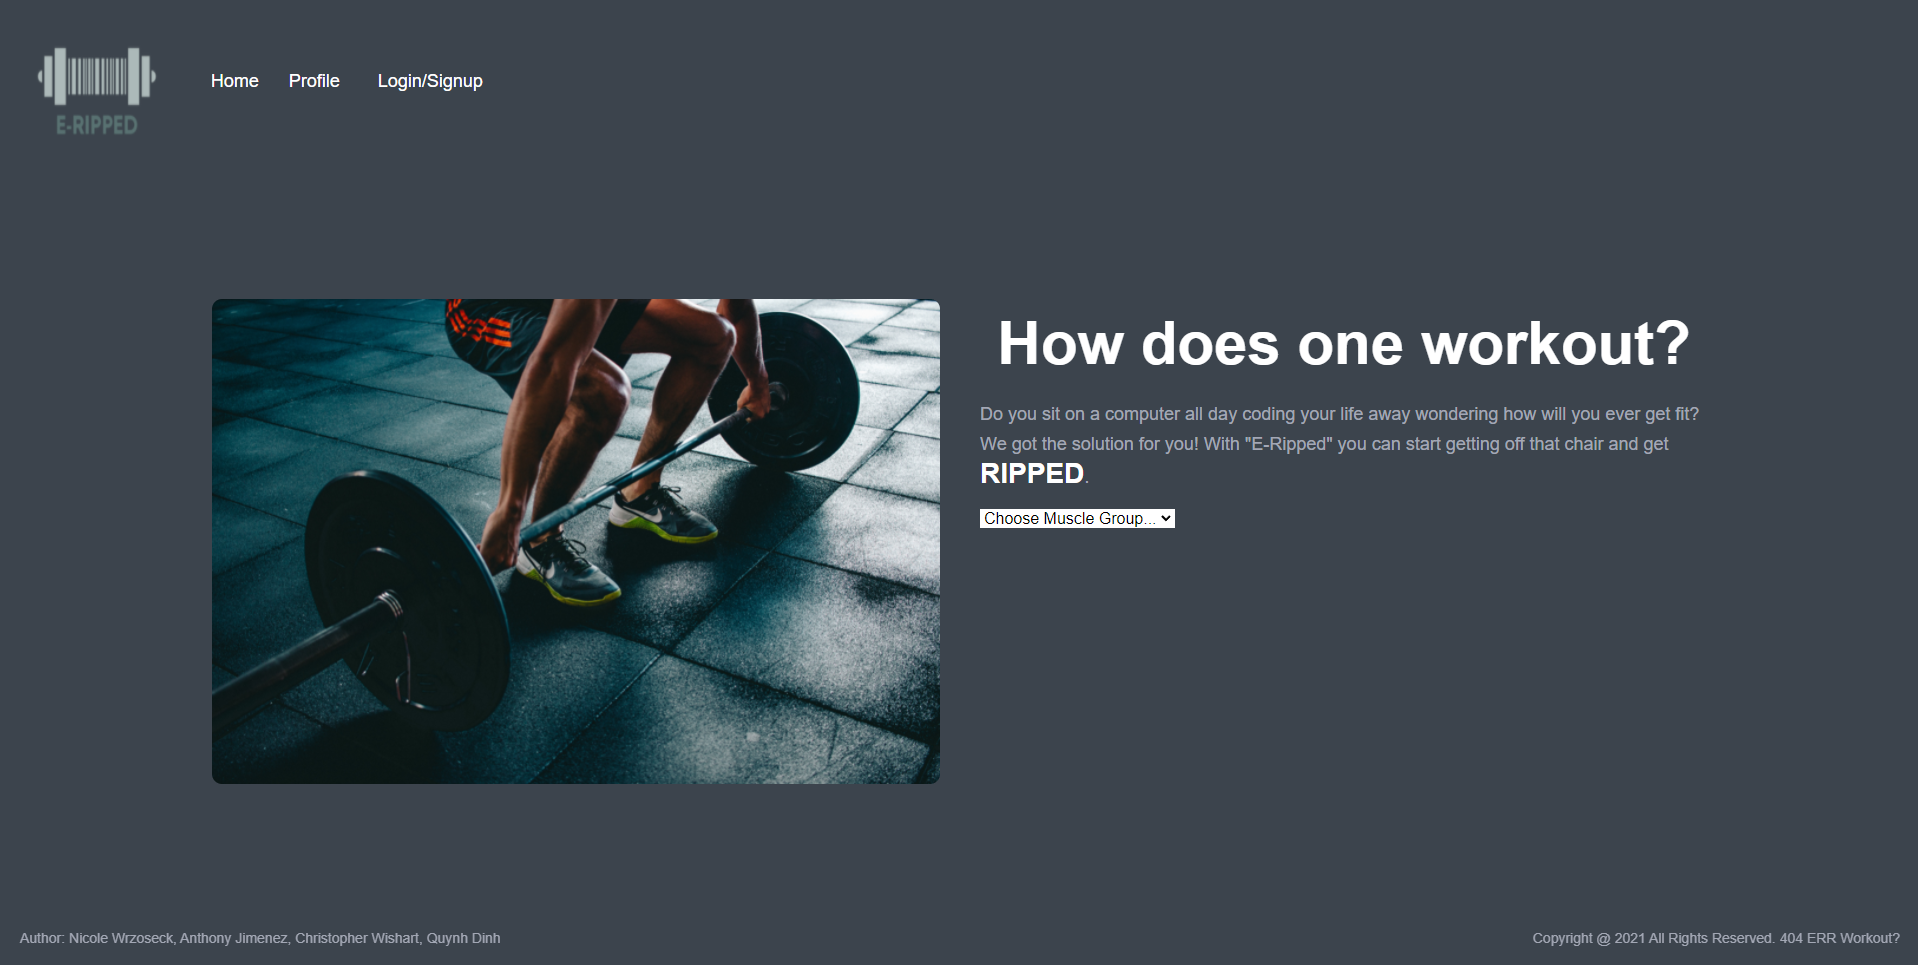 E-RIPPED
Home Profile Login/Signup
How does one workout?
Do you sit on a computer all day coding your life away wondering how will you ever get fit?
We got the solution for you! With "E-Ripped" you can start getting off that chair and get
RIPPED.
Choose Muscle Group...
Author: Nicole Wrzoseck, Anthony Jimenez, Christopher Wishart, Quynh Dinh
Copyright @ 2021 All Rights Reserved. 404 ERR Workout?